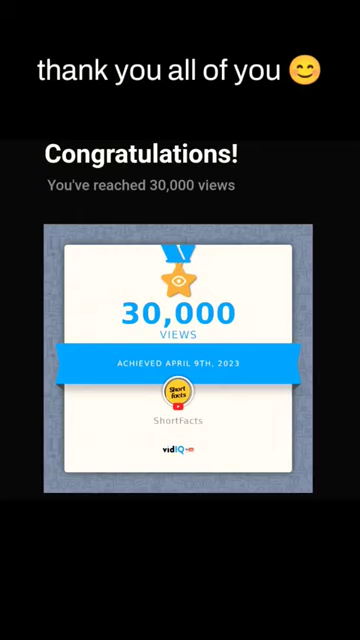 thank you all of you 😊
Congratulations!
You've reached 30,000 views
30,000
VIEWS
ACHIEVED APRIL 9TH, 2023
Short
facts
ShortFacts
vidIQ